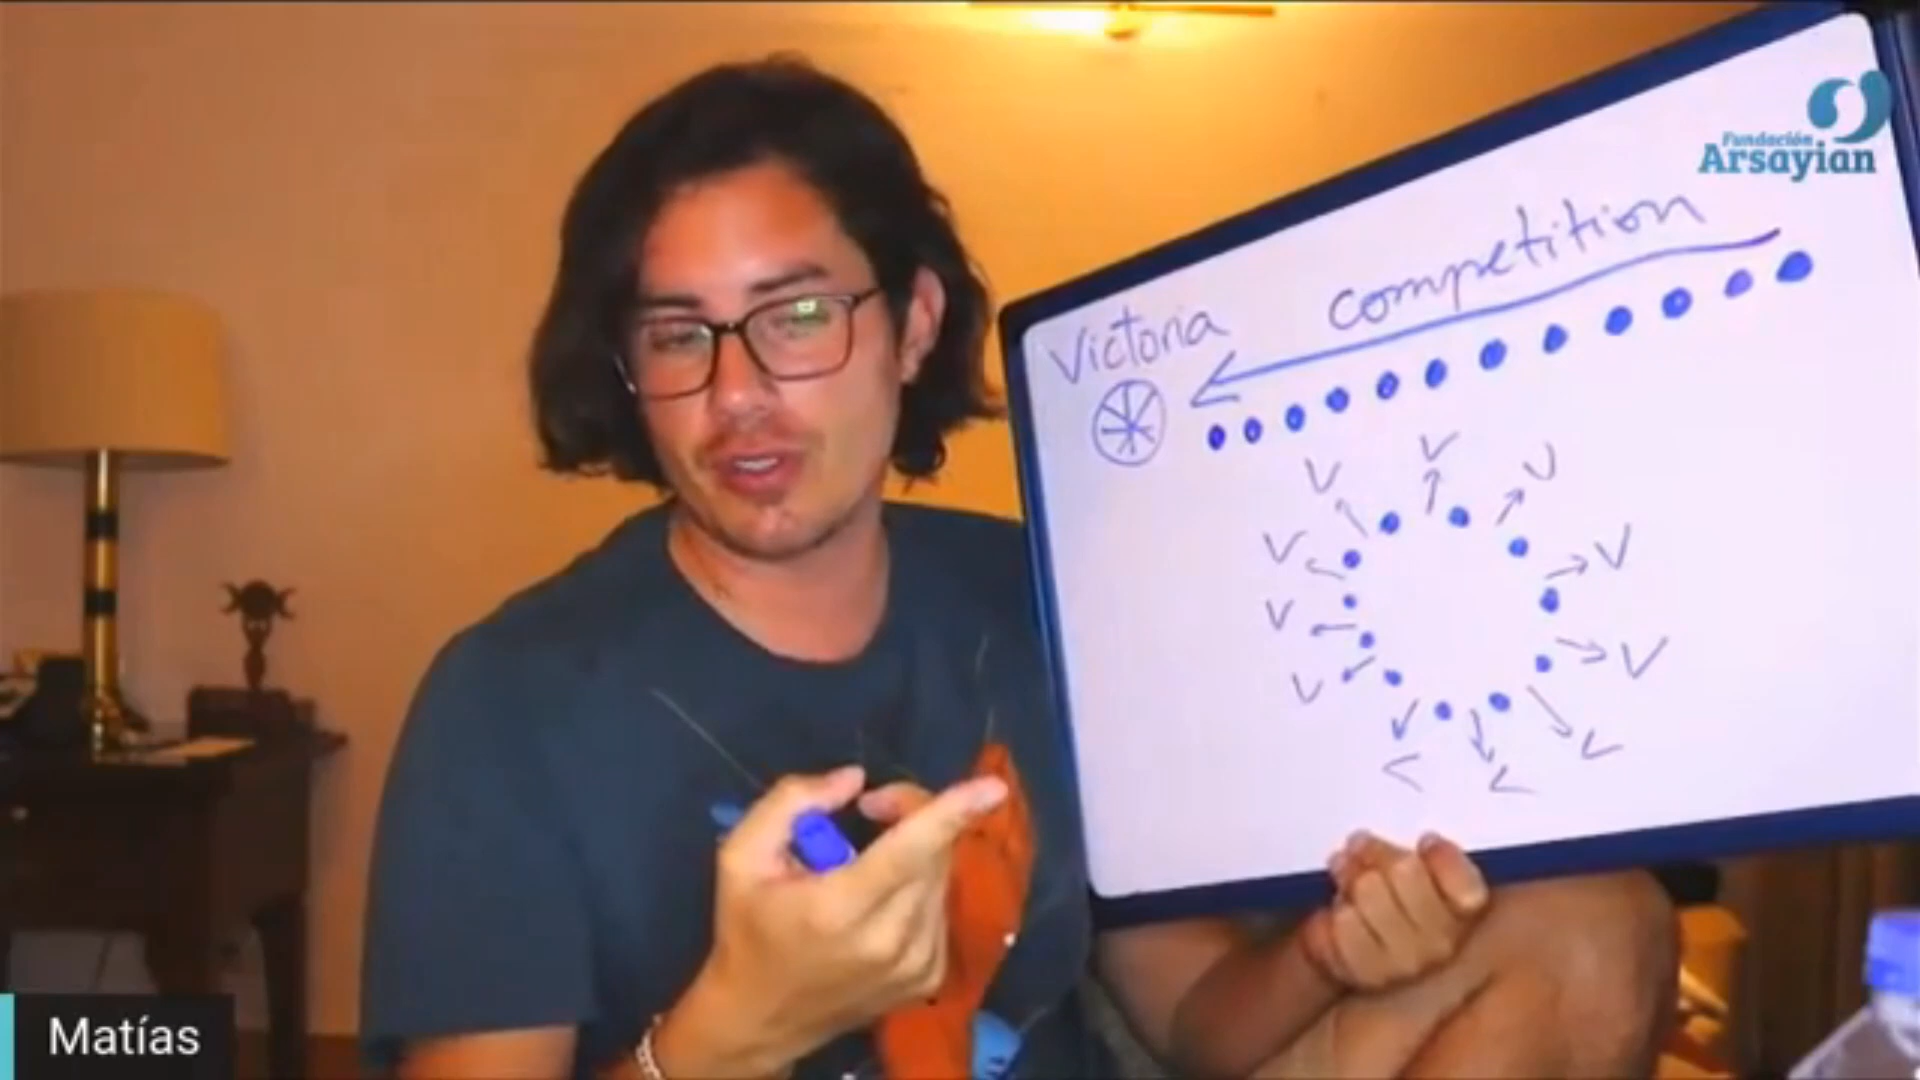 Fundación
Arsayian
competition
Victoria
V
V
V
V
V
V
V
V
V
V
V
V
Matías